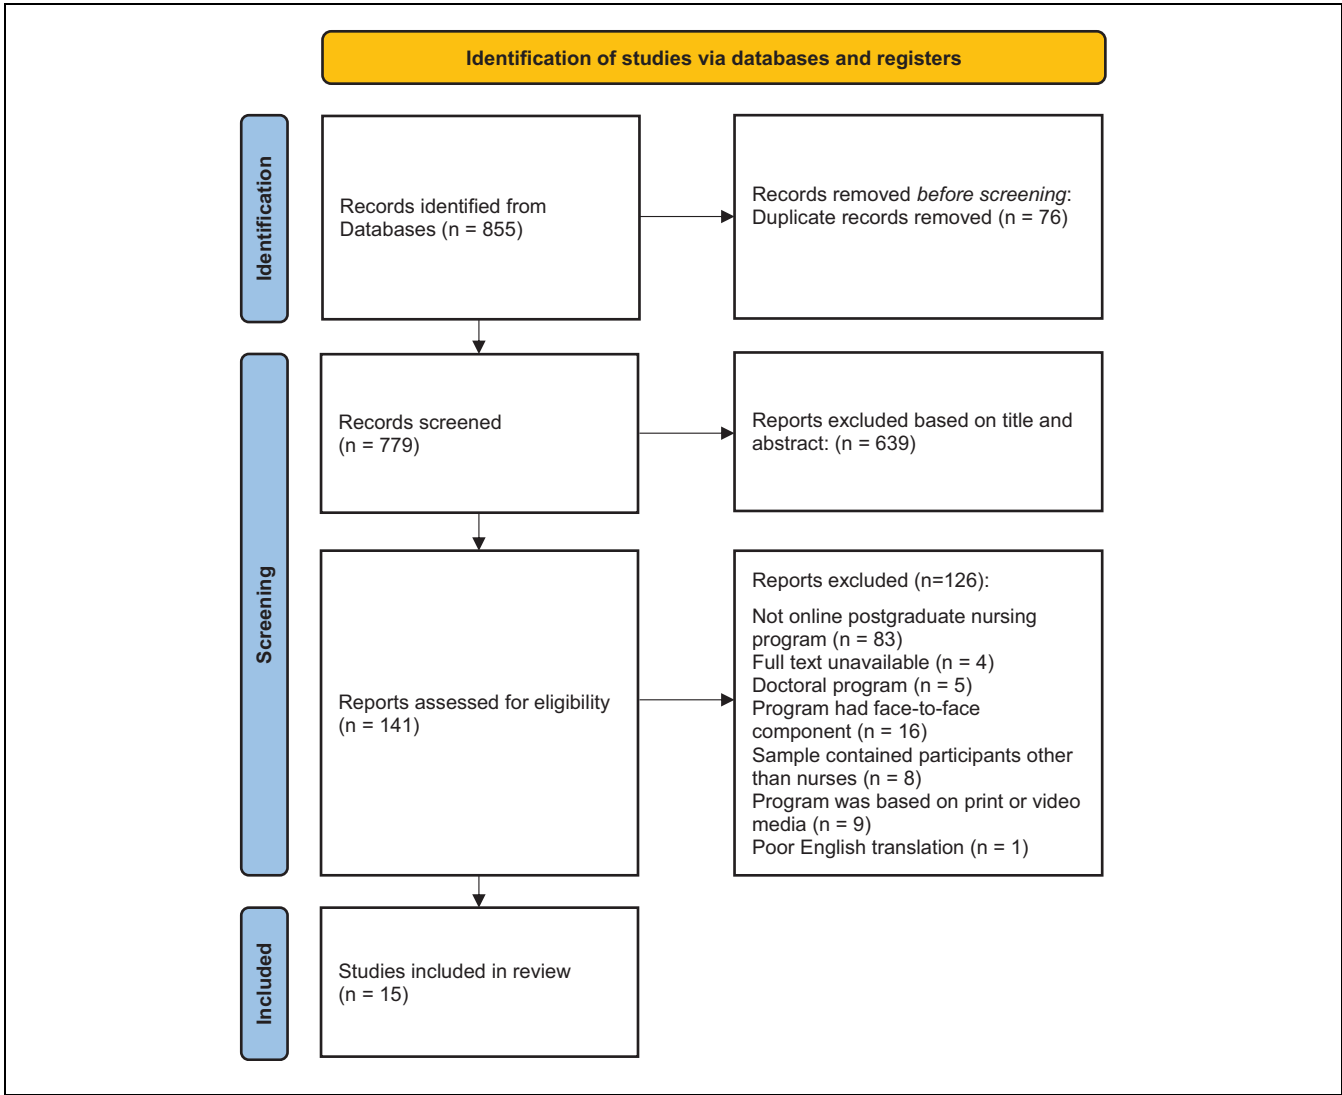 Identification of studies via databases and registers
Identification
Records identified from
Databases (n = 855)
Records removed before screening:
Duplicate records removed (n = 76)
Screening
Records screened
(n = 779)
Reports excluded based on title and
abstract: (n = 639)
Reports assessed for eligibility
(n = 141)
Reports excluded (n=126):
Not online postgraduate nursing
program (n = 83)
Full text unavailable (n = 4)
Doctoral program (n = 5)
Program had face-to-face
component (n = 16)
Sample contained participants other
than nurses (n = 8)
Program was based on print or video
media (n = 9)
Poor English translation (n = 1)
Included
Studies included in review
(n = 15)